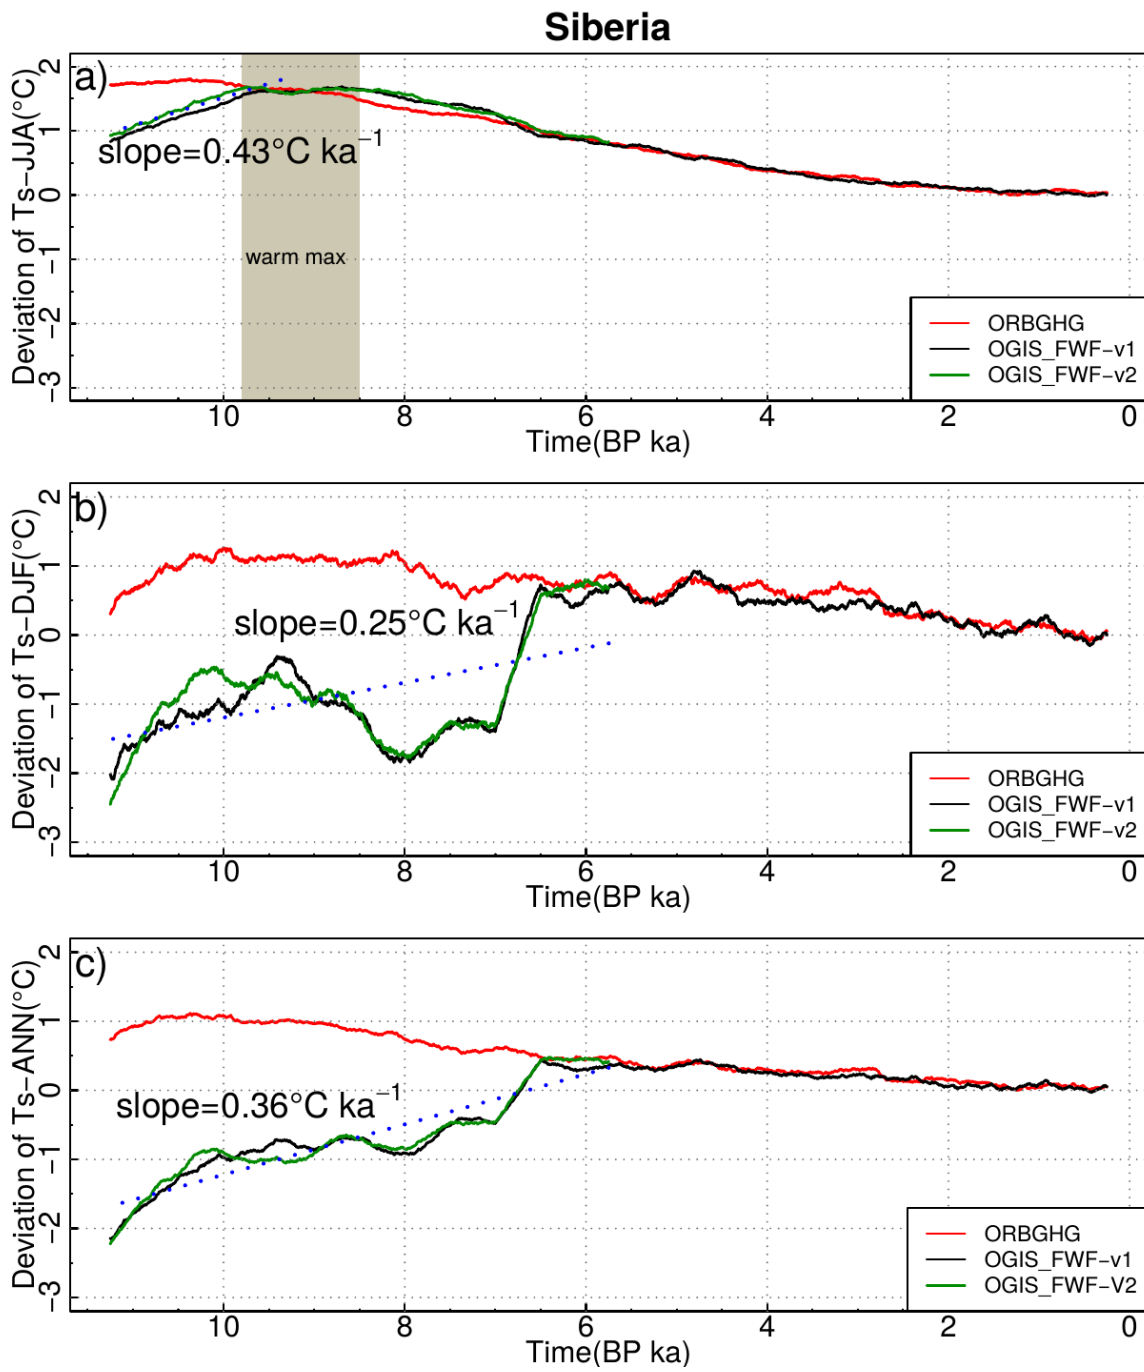 Siberia
a)
Deviation of Ts−JJA(°C)
2
1
0
−1
−2
−3
slope=0.43°C ka−1
warm max
ORBGHG
OGIS_FWF−v1
OGIS_FWF−v2
10 8 6 4 2 0
Time(BP ka)
b)
Deviation of Ts−DJF(°C)
2
1
0
−1
−2
−3
slope=0.25°C ka−1
ORBGHG
OGIS_FWF−v1
OGIS_FWF−v2
10 8 6 4 2 0
Time(BP ka)
c)
Deviation of Ts−ANN(°C)
2
1
0
−1
−2
−3
slope=0.36°C ka−1
ORBGHG
OGIS_FWF−v1
OGIS_FWF−V2
10 8 6 4 2 0
Time(BP ka)